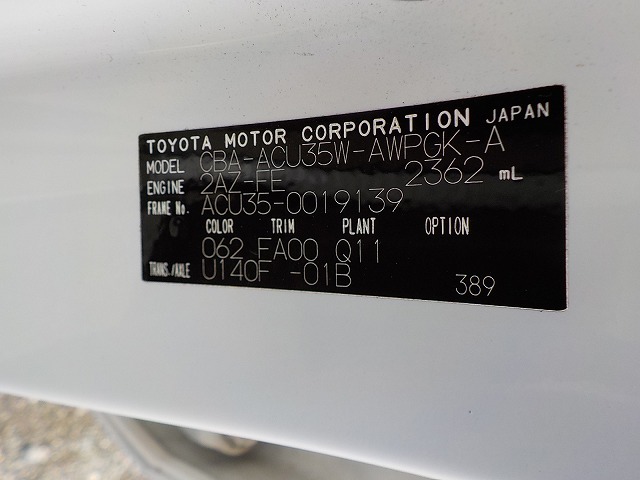 TOYOTA MOTOR CORPORATION JAPAN
MODEL CBA-ACU35W-AWPGK-A
ENGINE 2AZ-FE 2362 mL
FRAME No. ACU35-0019139
COLOR TRIM PLANT OPTION
062 FA00 Q11
TRANS./AXLE U140F -01B
389